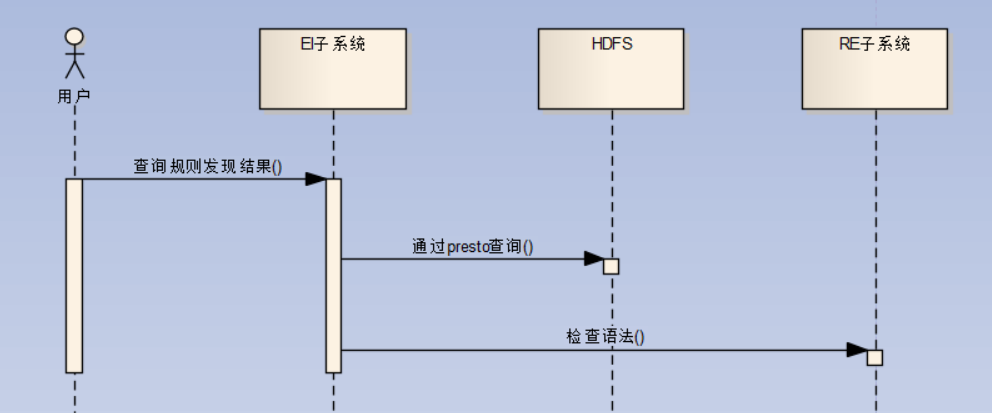 EI子系统
HDFS
RE子系统
用户
查询规则发现结果()
通过presto查询()
检查语法()